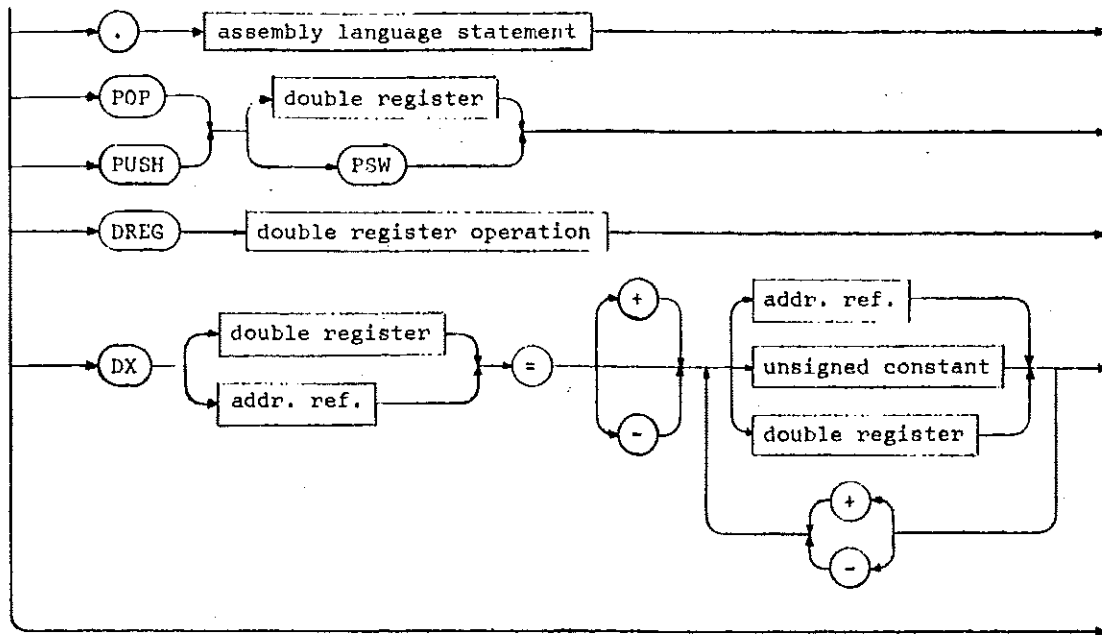 . assembly language statement
POP double register
PUSH PSW
DREG double register operation
+ addr. ref.
double register
DX = unsigned constant
addr. ref.
- double register
+
-